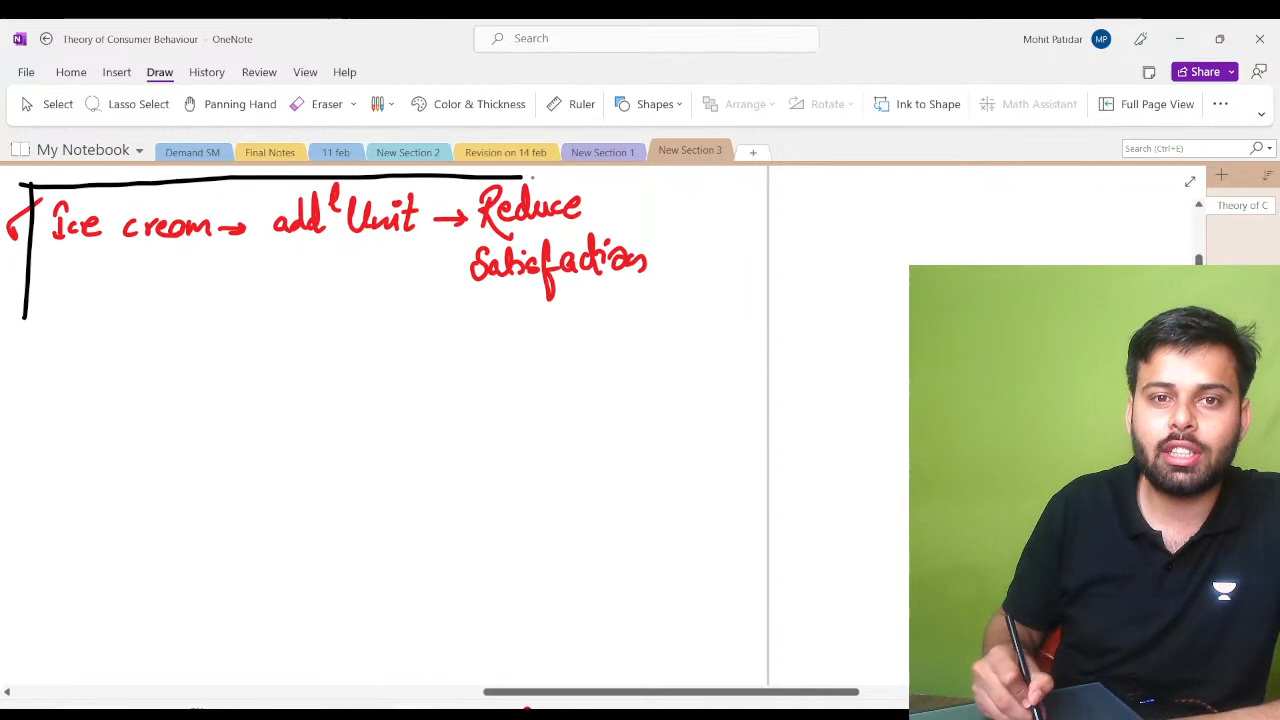 Theory of Consumer Behaviour - OneNote
Search
Mohit Patidar
MP
File Home Insert Draw History Review View Help
Share
Select Lasso Select Panning Hand Eraser Color & Thickness Ruler Shapes Arrange Rotate Ink to Shape Math Assistant Full Page View
My Notebook Demand SM Final Notes 11 feb New Section 2 Revision on 14 feb New Section 1 New Section 3
Search (Ctrl+E)
Theory of C
Ice cream → addl Unit → Reduce
Satisfaction